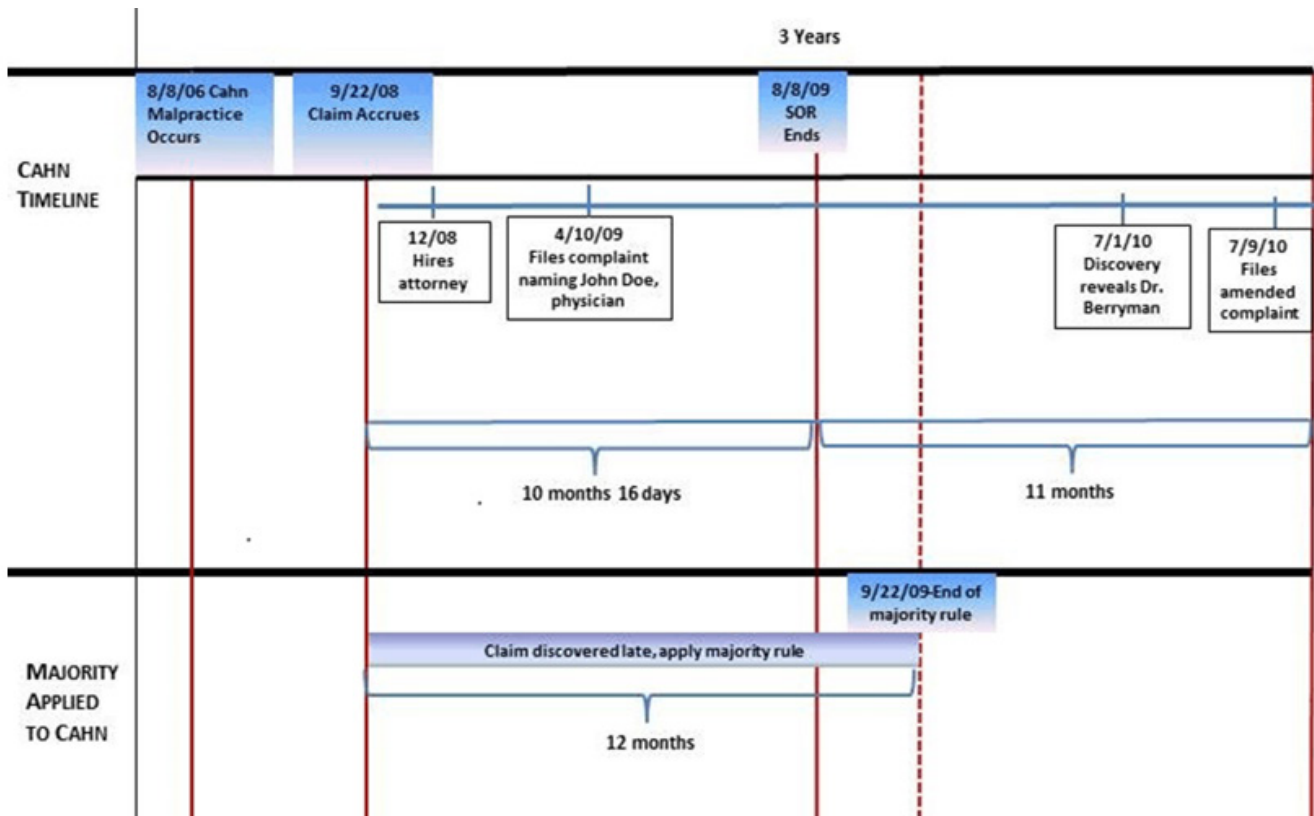 3 Years
8/8/06 Cahn
Malpractice
Occurs
9/22/08
Claim Accrues
8/8/09
SOR
Ends
CAHN
TIMELINE
12/08
Hires
attorney
4/10/09
Files complaint
naming John Doe,
physician
7/1/10
Discovery
reveals Dr.
Berryman
7/9/10
Files
amended
complaint
10 months 16 days
11 months
9/22/09-End of
majority rule
Claim discovered late, apply majority rule
MAJORITY
APPLIED
TO CAHN
12 months